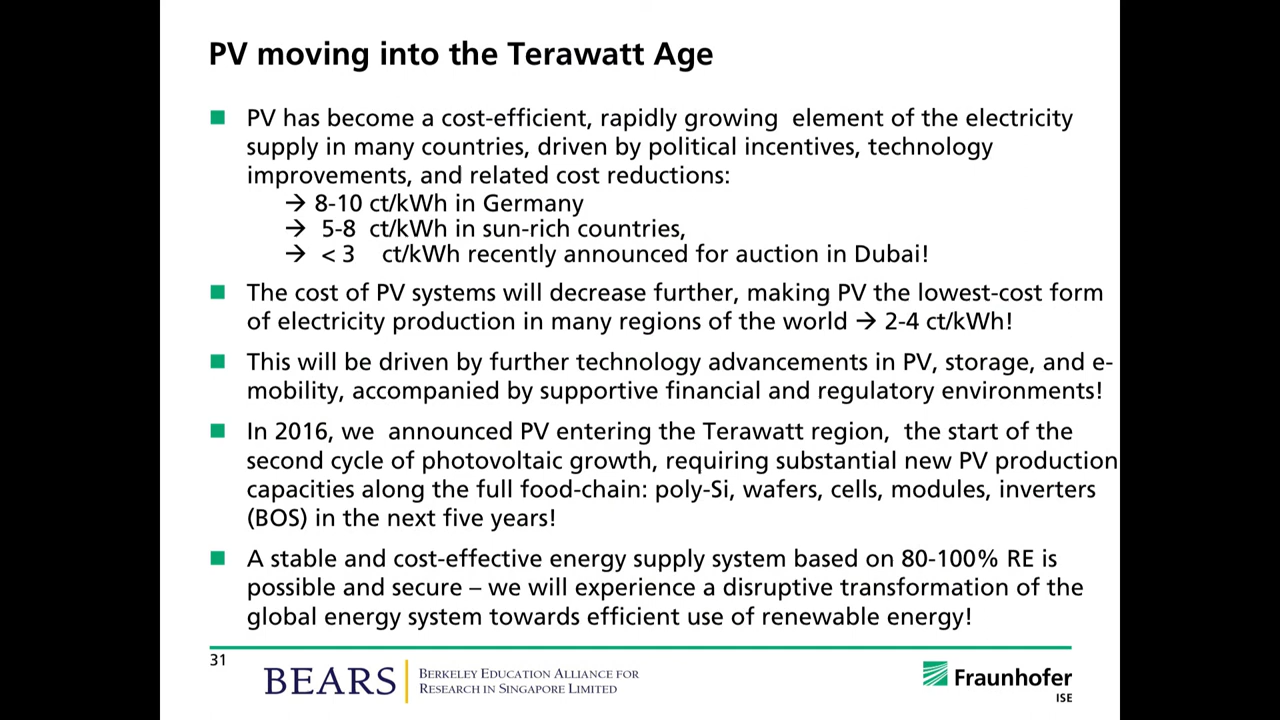 PV moving into the Terawatt Age
PV has become a cost-efficient, rapidly growing element of the electricity
supply in many countries, driven by political incentives, technology
improvements, and related cost reductions:
→ 8-10 ct/kWh in Germany
→ 5-8 ct/kWh in sun-rich countries,
→ < 3 ct/kWh recently announced for auction in Dubai!
The cost of PV systems will decrease further, making PV the lowest-cost form
of electricity production in many regions of the world → 2-4 ct/kWh!
This will be driven by further technology advancements in PV, storage, and e-
mobility, accompanied by supportive financial and regulatory environments!
In 2016, we announced PV entering the Terawatt region, the start of the
second cycle of photovoltaic growth, requiring substantial new PV production
capacities along the full food-chain: poly-Si, wafers, cells, modules, inverters
(BOS) in the next five years!
A stable and cost-effective energy supply system based on 80-100% RE is
possible and secure – we will experience a disruptive transformation of the
global energy system towards efficient use of renewable energy!
31
BEARS
BERKELEY EDUCATION ALLIANCE FOR
RESEARCH IN SINGAPORE LIMITED
Fraunhofer
ISE